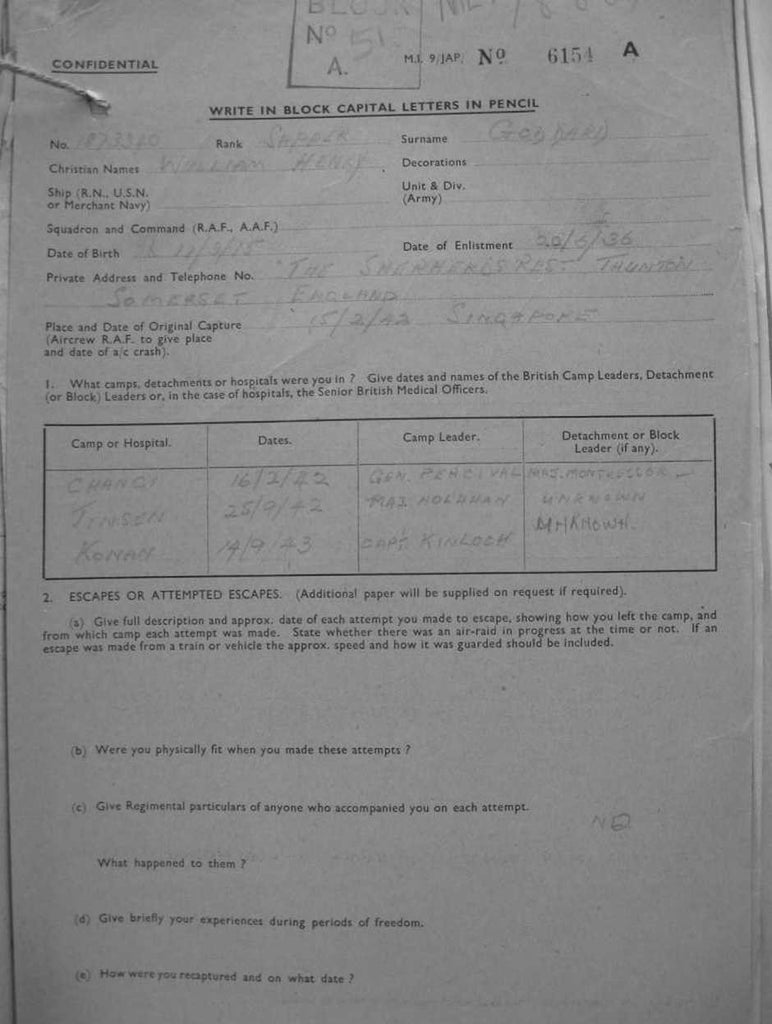 BLOCK
No 51
A.
M.I. 9/JAP. No 6154 A
CONFIDENTIAL
WRITE IN BLOCK CAPITAL LETTERS IN PENCIL
No. Rank SAPPER Surname GODDARD
Christian Names WILLIAM HENRY Decorations
Ship (R.N., U.S.N.
or Merchant Navy)
Unit & Div.
(Army)
Squadron and Command (R.A.F., A.A.F.)
Date of Birth Date of Enlistment 20/6/36
Private Address and Telephone No. "THE SHEPHERDS REST THUNTON
SOMERSET ENGLAND
Place and Date of Original Capture 15/2/42 SINGAPORE
(Aircrew R.A.F. to give place
and date of a/c crash).
1. What camps, detachments or hospitals were you in ? Give dates and names of the British Camp Leaders, Detachment
(or Block) Leaders or, in the case of hospitals, the Senior British Medical Officers.
Camp or Hospital. Dates. Camp Leader. Detachment or Block
Leader (if any).
CHANGI 16/2/42 GEN. PERCIVAL MAJ.
JINSEN 25/9/42 MAJ. UNKNOWN
KONAN 14/9/43 CAPT. KINLOCH UNKNOWN.
2. ESCAPES OR ATTEMPTED ESCAPES. (Additional paper will be supplied on request if required).
(a) Give full description and approx. date of each attempt you made to escape, showing how you left the camp, and
from which camp each attempt was made. State whether there was an air-raid in progress at the time or not. If an
escape was made from a train or vehicle the approx. speed and how it was guarded should be included.
(b) Were you physically fit when you made these attempts ?
(c) Give Regimental particulars of anyone who accompanied you on each attempt.
NO
What happened to them ?
(d) Give briefly your experiences during periods of freedom.
(e) How were you recaptured and on what date ?